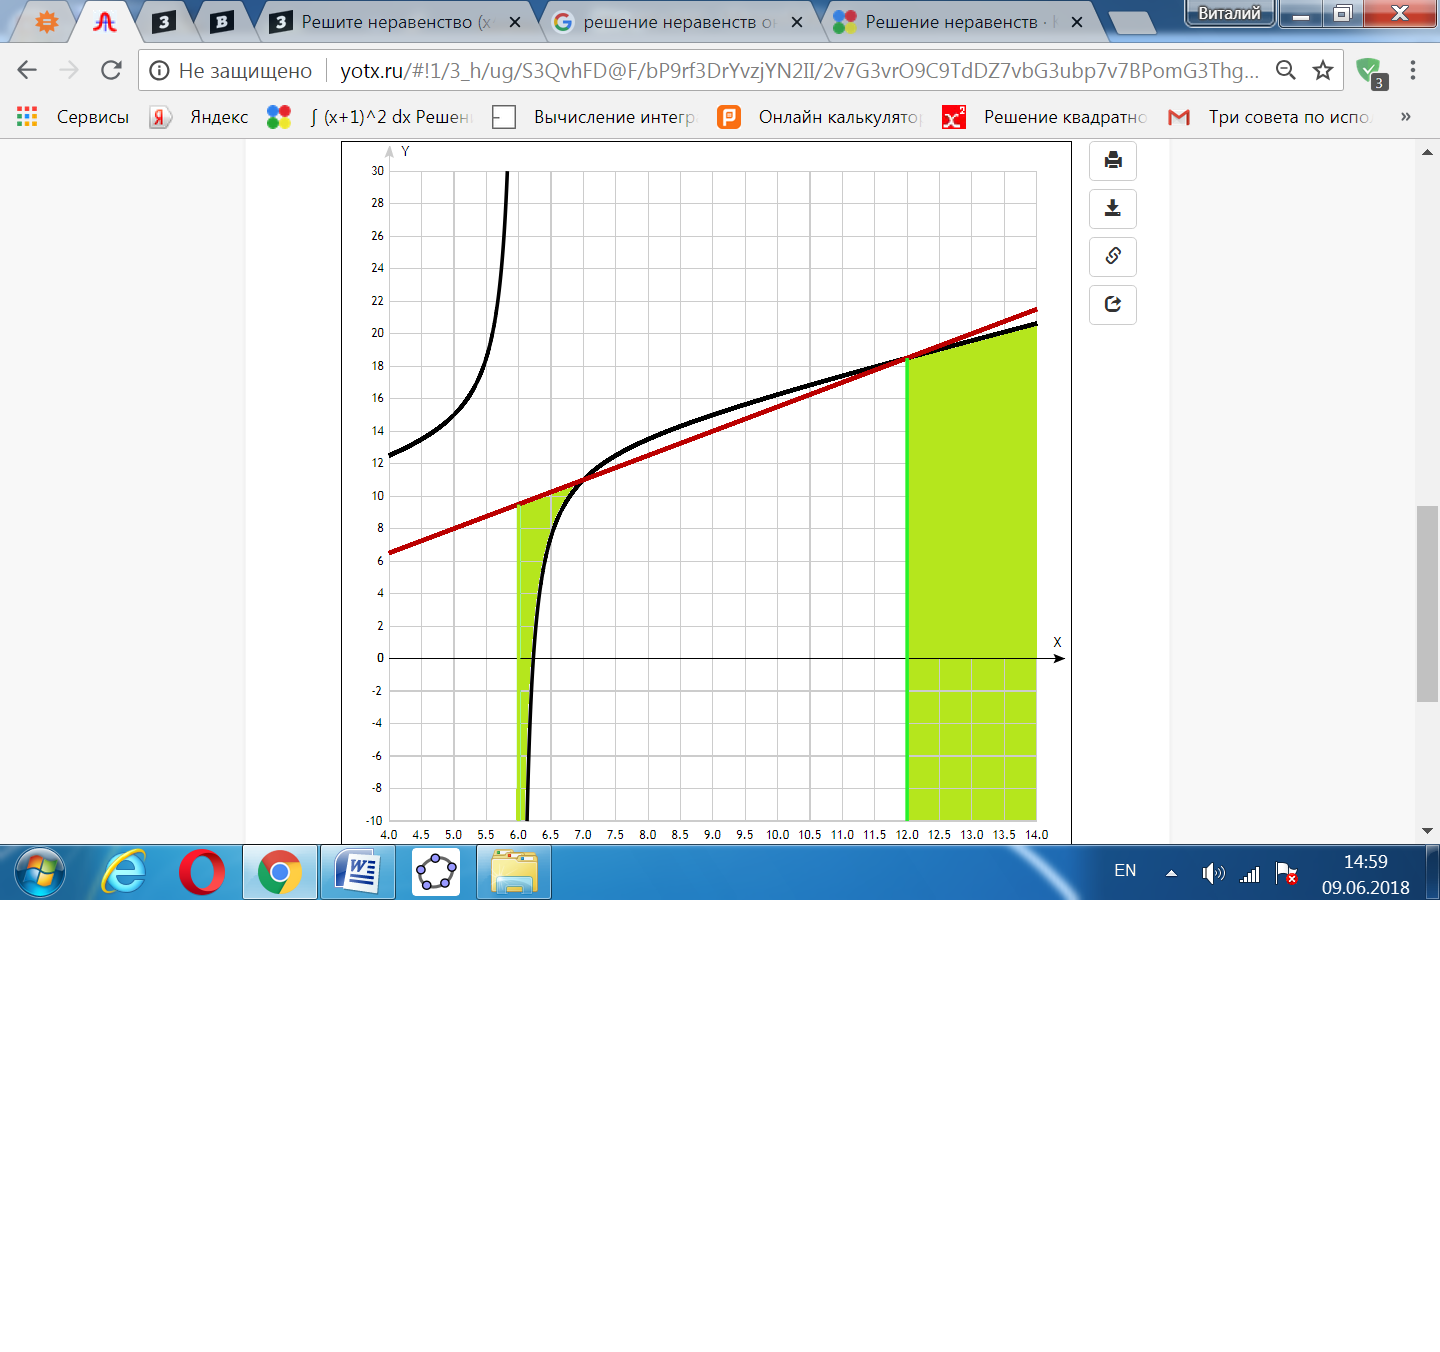 Решите неравенство (x
решение неравенств о
Решение неравенств ·
Виталий
Не защищено
yotx.ru/#!1/3_h/ug/S3QvhFD@F/bP9rf3DrYvzjYN2II/2v7G3vrO9C9TdDZ7vbG3ubp7v7BPomG3Thg...
3
Сервисы
Яндекс
∫ (x+1)^2 dx Решен
Вычисление интегр
Онлайн калькулято
Решение квадратно
Три совета по испо
»
Y
30
28
26
24
22
20
18
16
14
12
10
8
6
4
2
0
-2
-4
-6
-8
-10
X
4.0 4.5 5.0 5.5 6.0 6.5 7.0 7.5 8.0 8.5 9.0 9.5 10.0 10.5 11.0 11.5 12.0 12.5 13.0 13.5 14.0
EN
14:59
09.06.2018